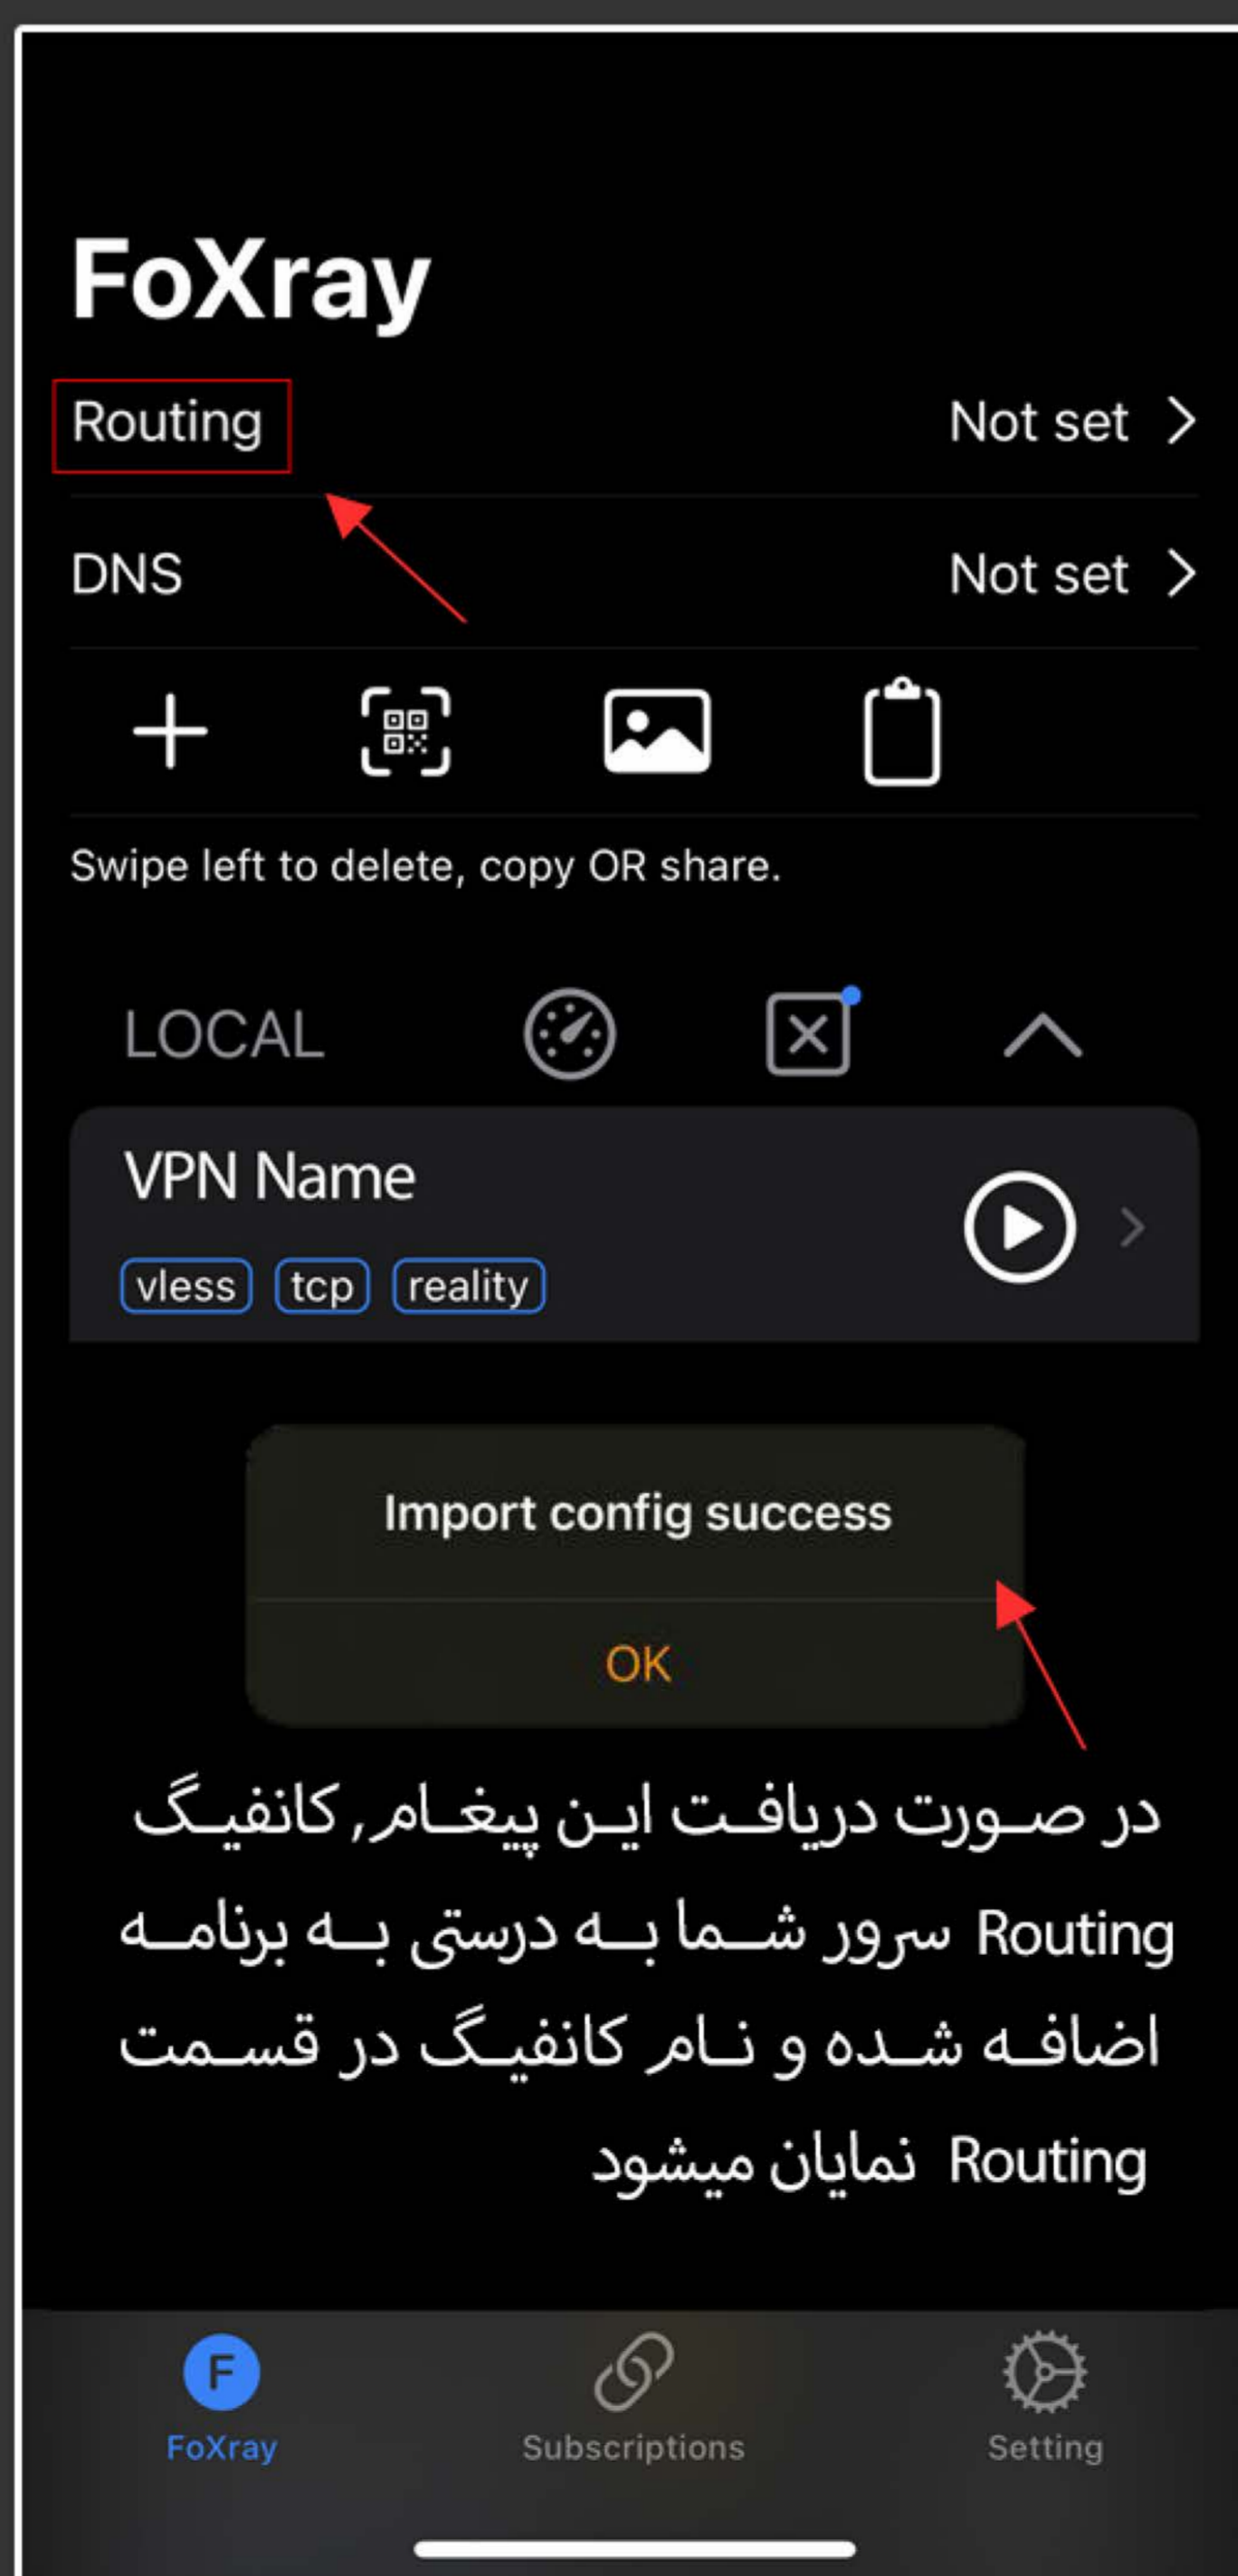 FoXray
Routing Not set
DNS Not set
Swipe left to delete, copy OR share.
LOCAL
VPN Name
vless tcp reality
Import config success
OK
در صورت دریافت این پیغام, کانفیگ
Routing سرور شما به درستی به برنامه
اضافه شده و نام کانفیگ در قسمت
Routing نمایان میشود
F
FoXray Subscriptions Setting